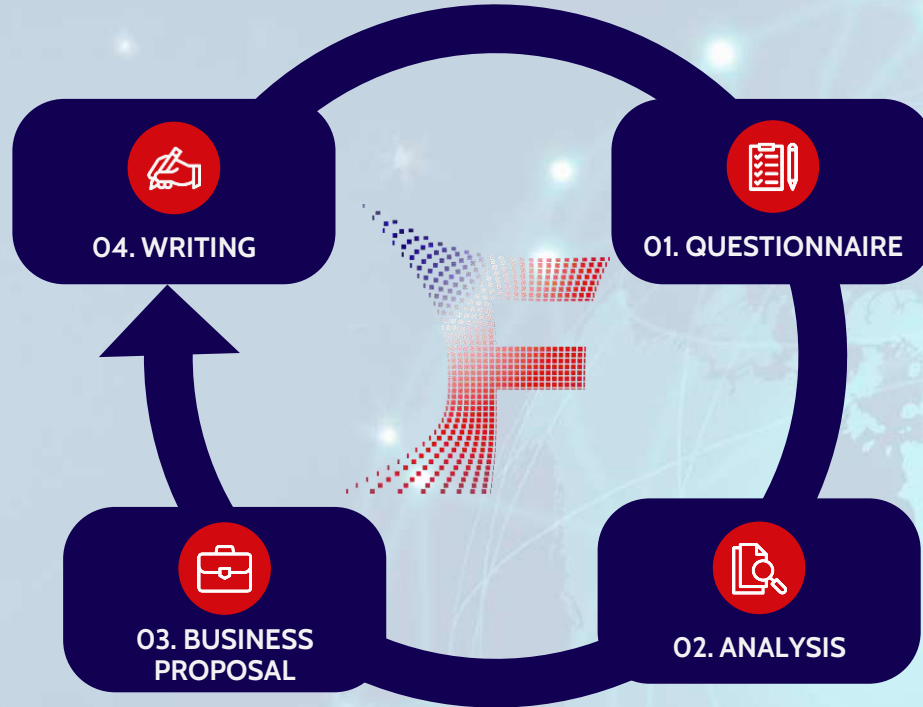 04. WRITING
01. QUESTIONNAIRE
03. BUSINESS
PROPOSAL
02. ANALYSIS